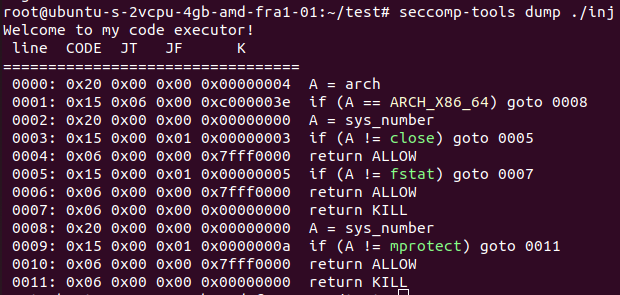 root@ubuntu-s-2vcpu-4gb-amd-fra1-01:~/test# seccomp-tools dump ./inj
Welcome to my code executor!
 line  CODE  JT   JF      K
=================================
 0000: 0x20 0x00 0x00 0x00000004  A = arch
 0001: 0x15 0x06 0x00 0xc000003e  if (A == ARCH_X86_64) goto 0008
 0002: 0x20 0x00 0x00 0x00000000  A = sys_number
 0003: 0x15 0x00 0x01 0x00000003  if (A != close) goto 0005
 0004: 0x06 0x00 0x00 0x7fff0000  return ALLOW
 0005: 0x15 0x00 0x01 0x00000005  if (A != fstat) goto 0007
 0006: 0x06 0x00 0x00 0x7fff0000  return ALLOW
 0007: 0x06 0x00 0x00 0x00000000  return KILL
 0008: 0x20 0x00 0x00 0x00000000  A = sys_number
 0009: 0x15 0x00 0x01 0x0000000a  if (A != mprotect) goto 0011
 0010: 0x06 0x00 0x00 0x7fff0000  return ALLOW
 0011: 0x06 0x00 0x00 0x00000000  return KILL